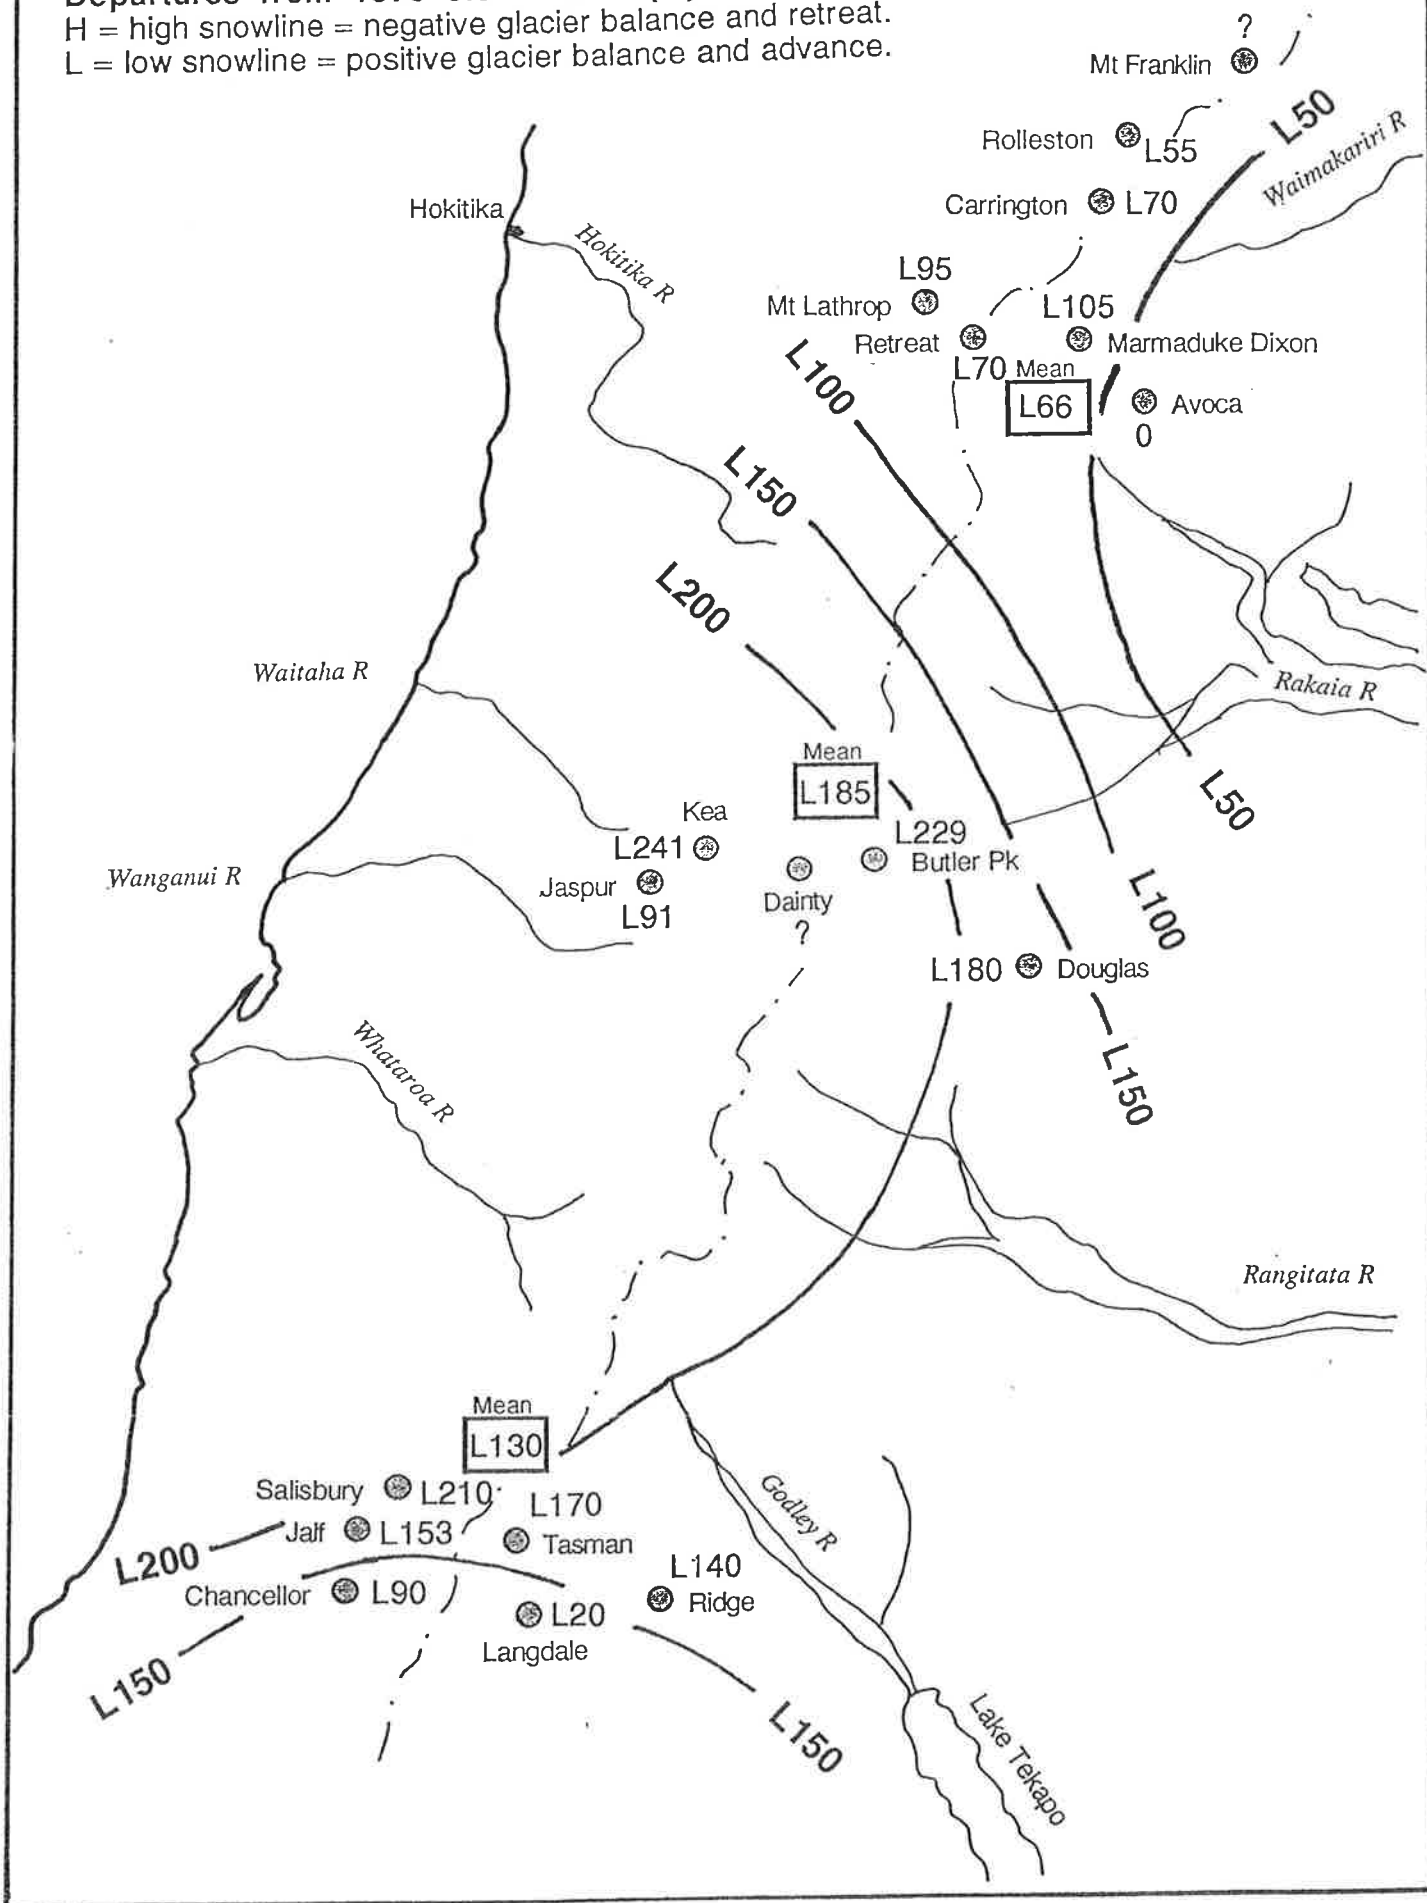 H = high snowline = negative glacier balance and retreat.
L = low snowline = positive glacier balance and advance.
?
Mt Franklin
L50
Rolleston
L55
Waimakariri R
Carrington
L70
Hokitika
Hokitika R
L95
Mt Lathrop
L105
Retreat
Marmaduke Dixon
L70
Mean
L66
Avoca
0
L100
L150
L200
Waitaha R
Rakaia R
Mean
L185
L50
Kea
L241
L229
Butler Pk
Wanganui R
Jaspur
L91
Dainty
?
L100
L180
Douglas
Whataroa R
L150
Rangitata R
Mean
L130
Salisbury
L210
L170
Jalf
L153
Tasman
Godley R
L200
L140
Chancellor
L90
Ridge
L20
Langdale
L150
L150
Lake Tekapo